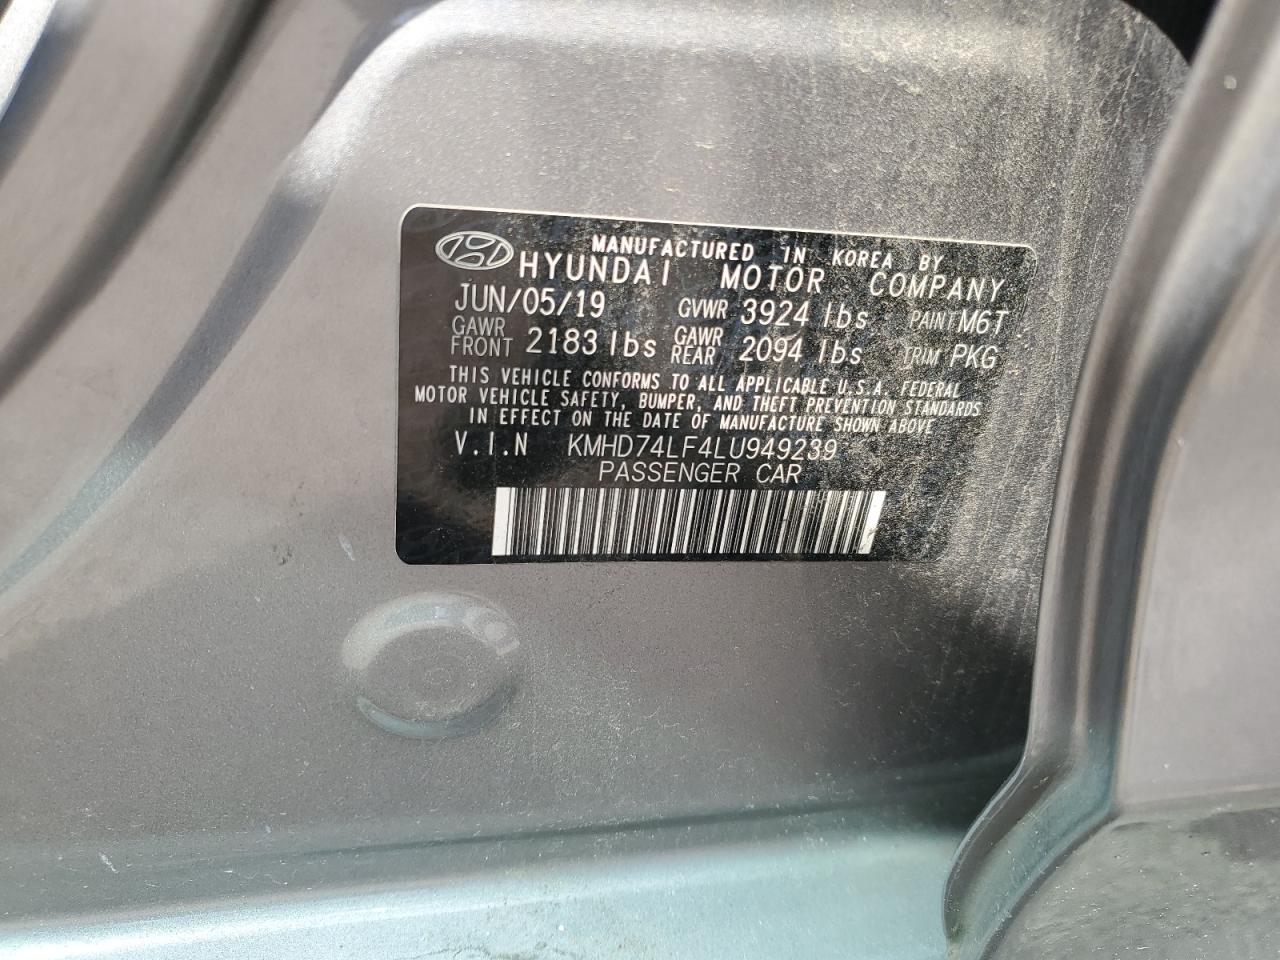 MANUFACTURED IN KOREA BY
HYUNDAI MOTOR COMPANY
JUN/05/19 GVWR 3924 lbs PAINT M6T
GAWR FRONT 2183 lbs GAWR REAR 2094 lbs TRIM PKG
THIS VEHICLE CONFORMS TO ALL APPLICABLE U.S.A. FEDERAL
MOTOR VEHICLE SAFETY, BUMPER, AND THEFT PREVENTION STANDARDS
IN EFFECT ON THE DATE OF MANUFACTURE SHOWN ABOVE
V.I.N KMHD74LF4LU949239
PASSENGER CAR